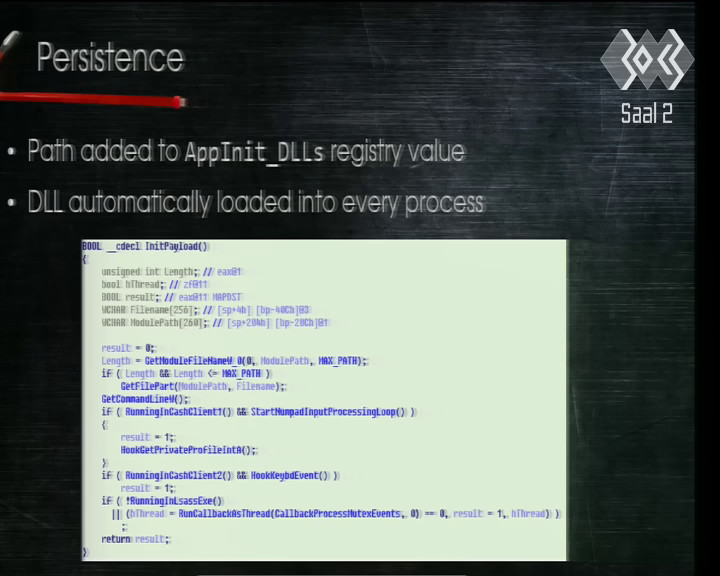 Persistence
Saal 2
• Path added to AppInit_DLLs registry value
• DLL automatically loaded into every process
BOOL __cdecl InitPayload()
{
unsigned int Length; // eax@1
bool hThread; // zf@11
BOOL result; // eax@11 MAPDST
WCHAR Filename[256]; // [sp+4h] [bp-40Ch]@3
WCHAR ModulePath[260]; // [sp+204h] [bp-20Ch]@1
result = 0;
Length = GetModuleFileNameW_0(0, ModulePath, MAX_PATH);
if ( Length && Length <= MAX_PATH )
GetFilePart(ModulePath, Filename);
GetCommandLineW();
if ( RunningInCashClient1() && StartNumpadInputProcessingLoop() )
{
result = 1;
HookGetPrivateProfileIntA();
}
if ( RunningInCashClient2() && HookKeybdEvent() )
result = 1;
if ( !RunningInLsassExe()
|| (hThread = RunCallbackAsThread(CallbackProcessMutexEvents, 0) == 0, result = 1, hThread) )
;
return result;
}